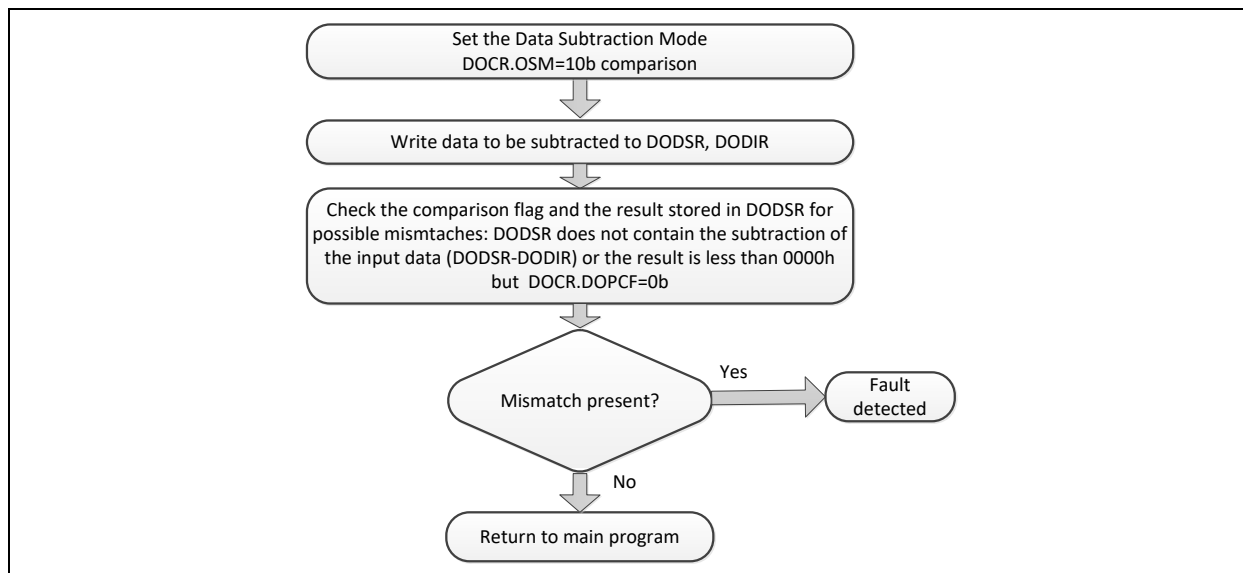 Set the Data Subtraction Mode
DOCR.OSM=10b comparison
Write data to be subtracted to DODSR, DODIR
Check the comparison flag and the result stored in DODSR for
possible mismtaches: DODSR does not contain the subtraction of
the input data (DODSR-DODIR) or the result is less than 0000h
but DOCR.DOPCF=0b
Mismatch present?
Yes
Fault
detected
No
Return to main program